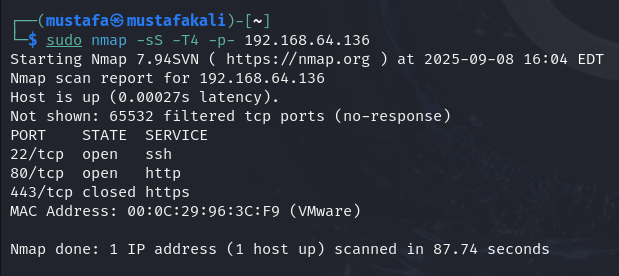 ┌──(mustafa㉿mustafakali)-[~]
└─$ sudo nmap -sS -T4 -p- 192.168.64.136
Starting Nmap 7.94SVN ( https://nmap.org ) at 2025-09-08 16:04 EDT
Nmap scan report for 192.168.64.136
Host is up (0.00027s latency).
Not shown: 65532 filtered tcp ports (no-response)
PORT    STATE  SERVICE
22/tcp  open   ssh
80/tcp  open   http
443/tcp closed https
MAC Address: 00:0C:29:96:3C:F9 (VMware)

Nmap done: 1 IP address (1 host up) scanned in 87.74 seconds